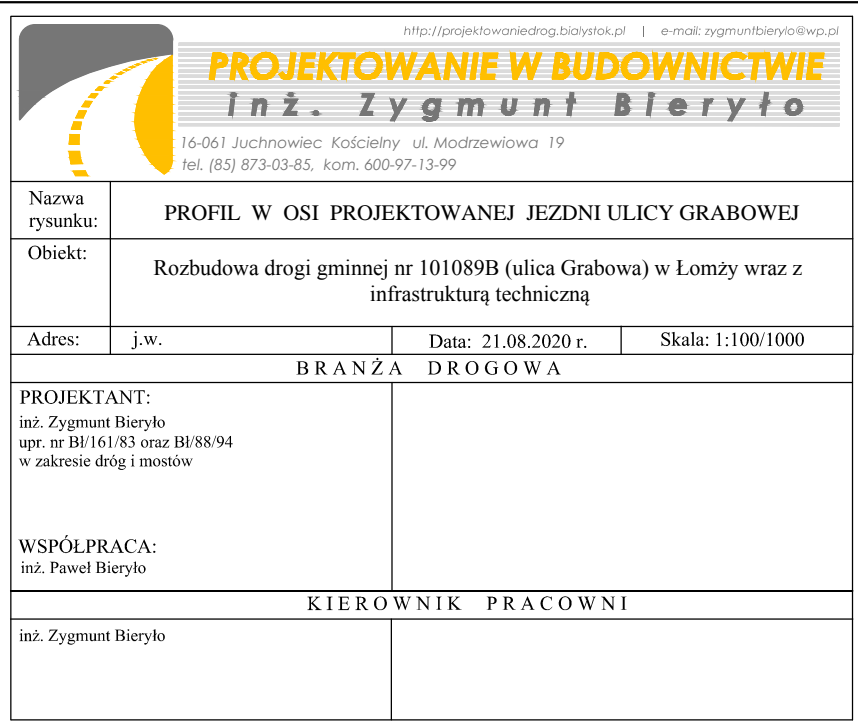 http://projektowaniedrog.bialystok.pl | e-mail: zygmuntbierylo@wp.pl
PROJEKTOWANIE W BUDOWNICTWIE
inż. Zygmunt Bieryło
16-061 Juchnowiec Kościelny ul. Modrzewiowa 19
tel. (85) 873-03-85, kom. 600-97-13-99
Nazwa
rysunku:
PROFIL W OSI PROJEKTOWANEJ JEZDNI ULICY GRABOWEJ
Obiekt:
Rozbudowa drogi gminnej nr 101089B (ulica Grabowa) w Łomży wraz z
infrastrukturą techniczną
Adres: j.w. Data: 21.08.2020 r. Skala: 1:100/1000
BRANŻA DROGOWA
PROJEKTANT:
inż. Zygmunt Bieryło
upr. nr Bł/161/83 oraz Bł/88/94
w zakresie dróg i mostów
WSPÓŁPRACA:
inż. Paweł Bieryło
KIEROWNIK PRACOWNI
inż. Zygmunt Bieryło